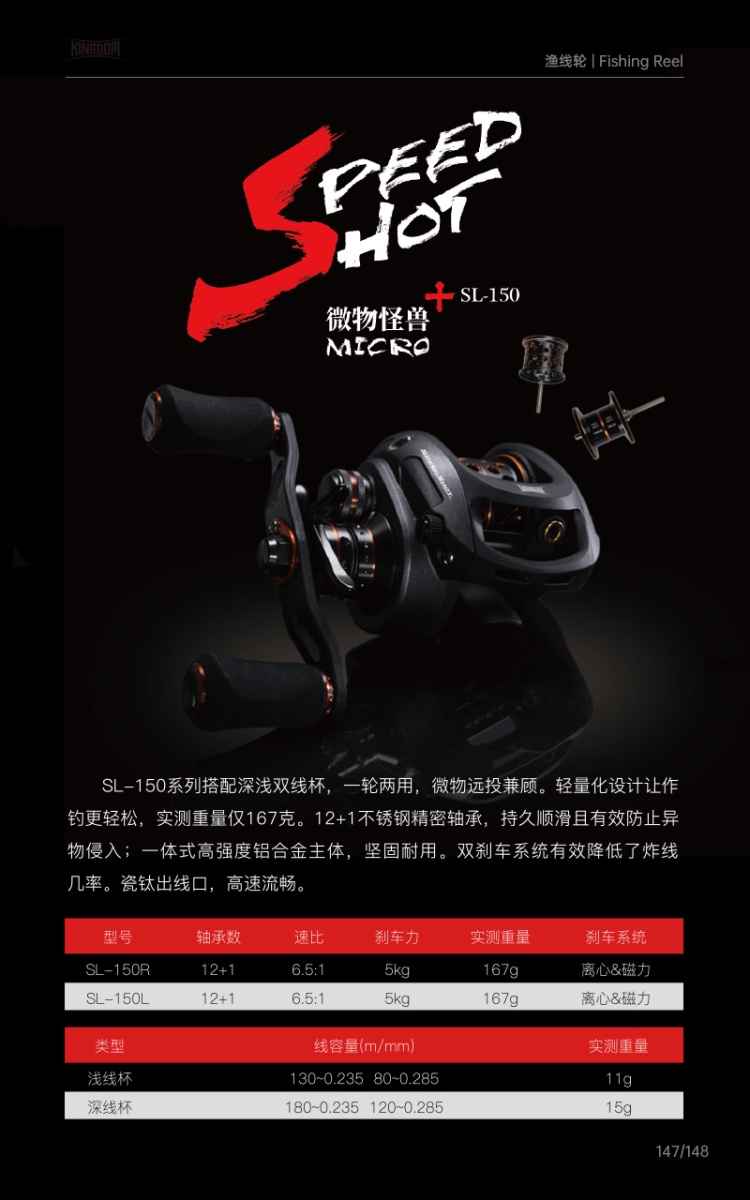 KINGDOM
渔线轮 | Fishing Reel
SPEED
SHOT
SL-150
微物怪兽
MICRO
SL-150系列搭配深浅双线杯，一轮两用，微物远投兼顾。轻量化设计让作
钓更轻松，实测重量仅167克。12+1不锈钢精密轴承，持久顺滑且有效防止异
物侵入；一体式高强度铝合金主体，坚固耐用。双刹车系统有效降低了炸线
几率。瓷钛出线口，高速流畅。
型号 轴承数 速比 刹车力 实测重量 刹车系统
SL-150R 12+1 6.5:1 5kg 167g 离心&磁力
SL-150L 12+1 6.5:1 5kg 167g 离心&磁力
类型 线容量(m/mm) 实测重量
浅线杯 130~0.235 80~0.285 11g
深线杯 180~0.235 120~0.285 15g
147/148